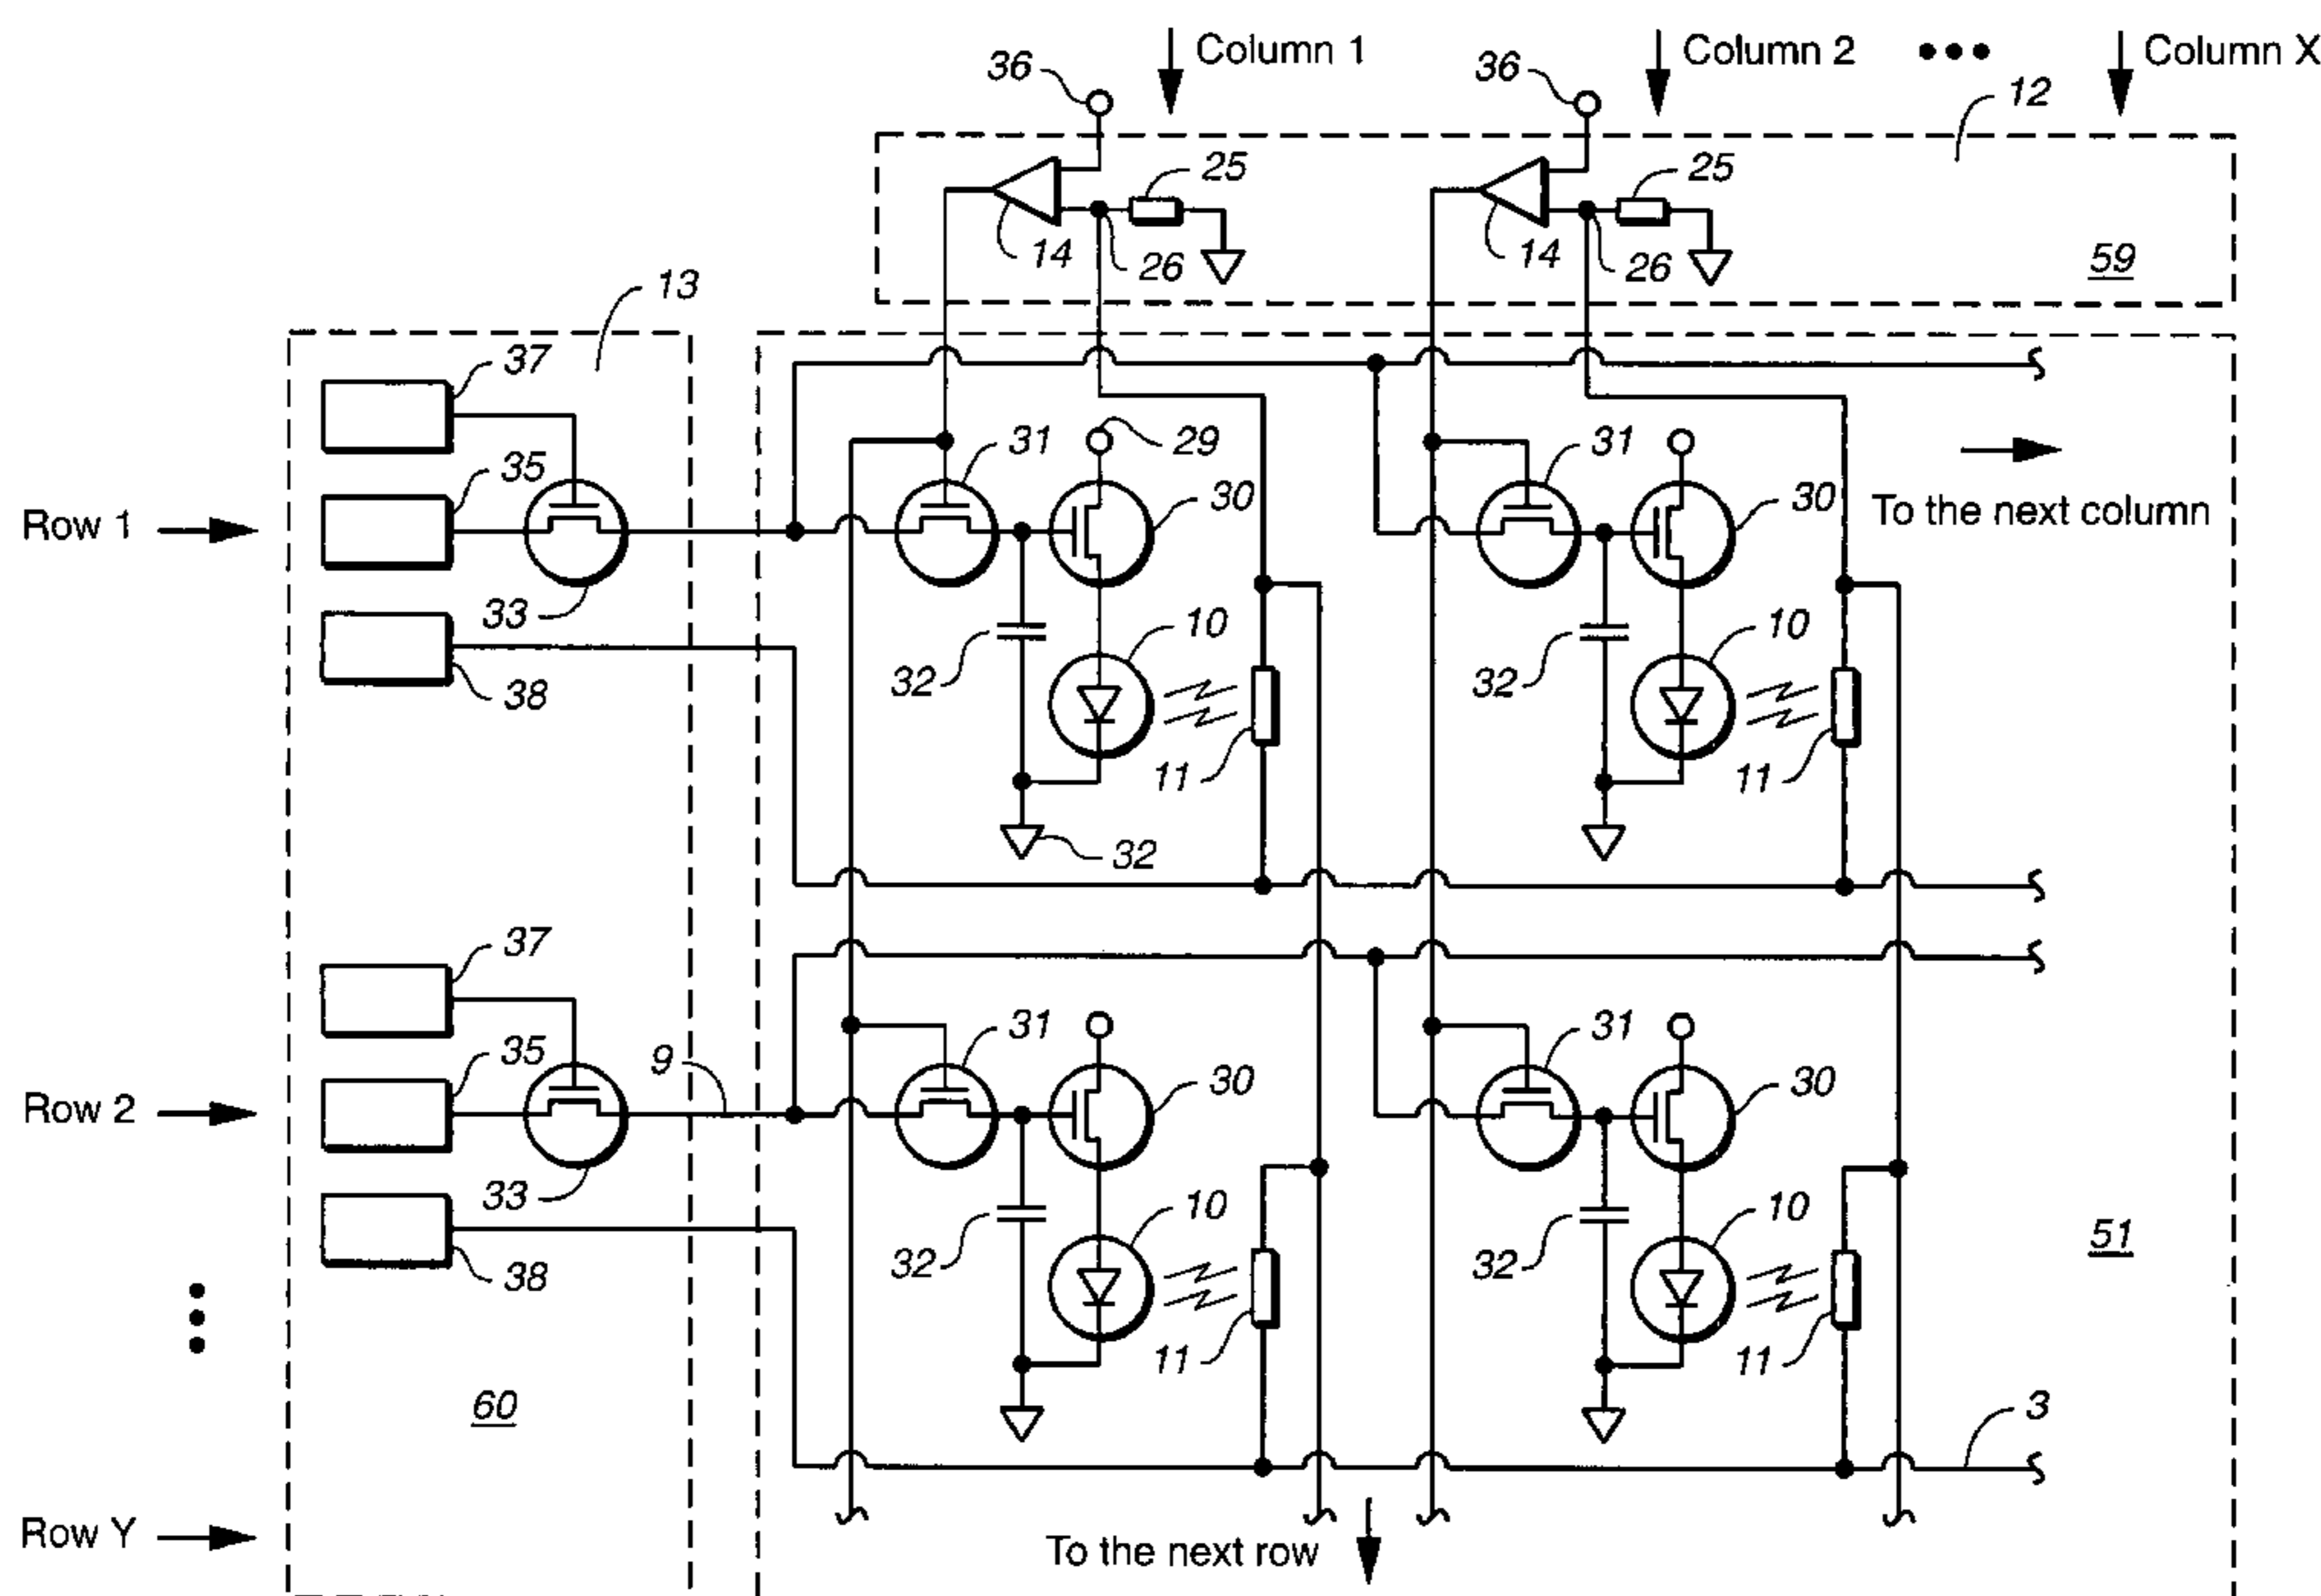 36 Column 1 36 Column 2 ••• Column X
12
25 25
14 26 14 26 59
13
37
31 29 31
35
Row 1 30 30 To the next column
33
10 10
38 32 32
11 11
32
37
35 9 31 31
Row 2 30 30
33
10 10
38 32 32 51
11 11
60 3
Row Y To the next row